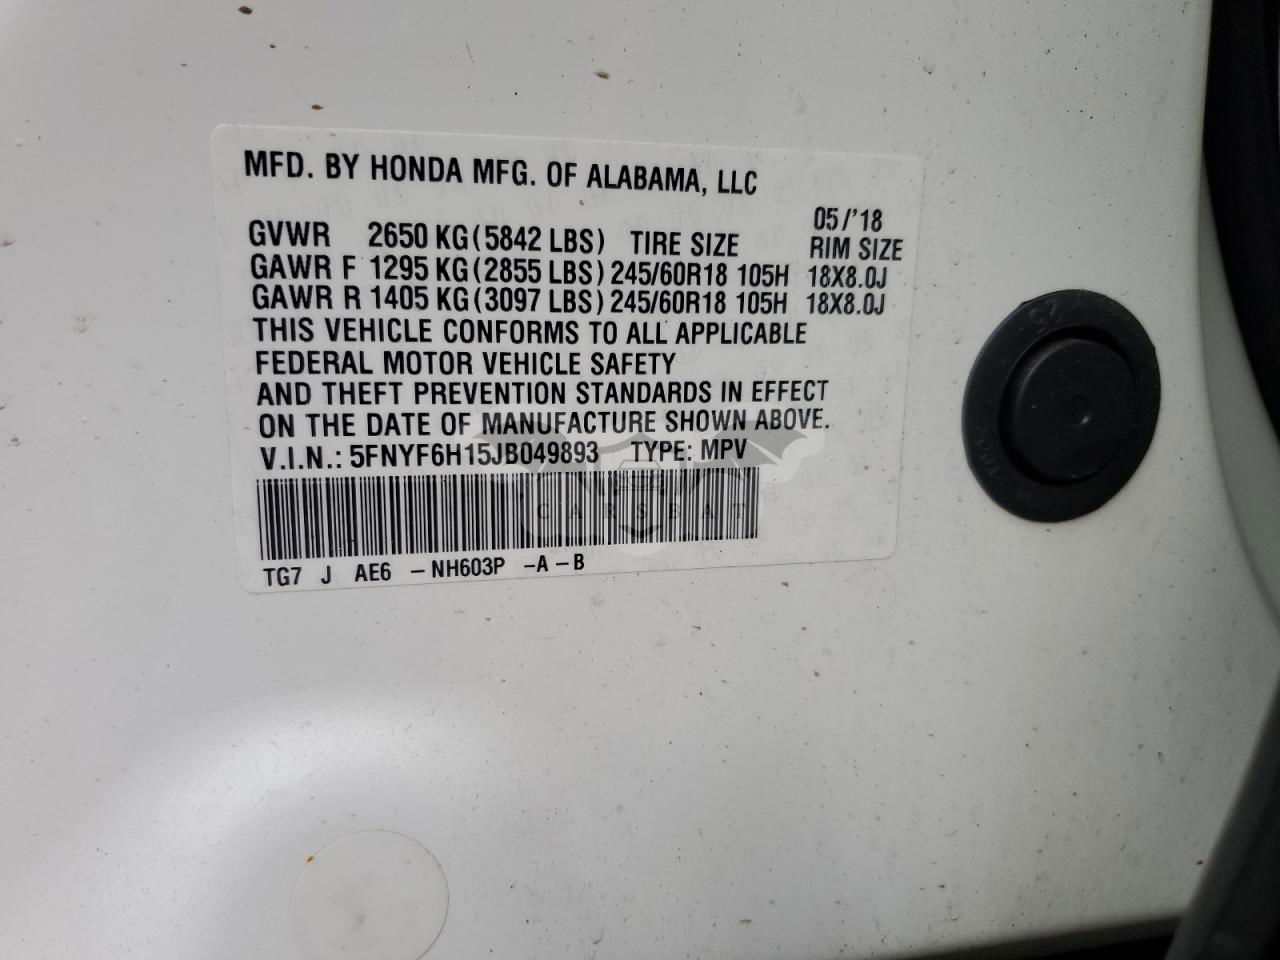 MFD. BY HONDA MFG. OF ALABAMA, LLC
05/'18
GVWR 2650 KG (5842 LBS) TIRE SIZE RIM SIZE
GAWR F 1295 KG (2855 LBS) 245/60R18 105H 18X8.0J
GAWR R 1405 KG (3097 LBS) 245/60R18 105H 18X8.0J
THIS VEHICLE CONFORMS TO ALL APPLICABLE
FEDERAL MOTOR VEHICLE SAFETY
AND THEFT PREVENTION STANDARDS IN EFFECT
ON THE DATE OF MANUFACTURE SHOWN ABOVE.
V.I.N.: 5FNYF6H15JB049893 TYPE: MPV
CARSBAT
TG7 J AE6 -NH603P -A-B